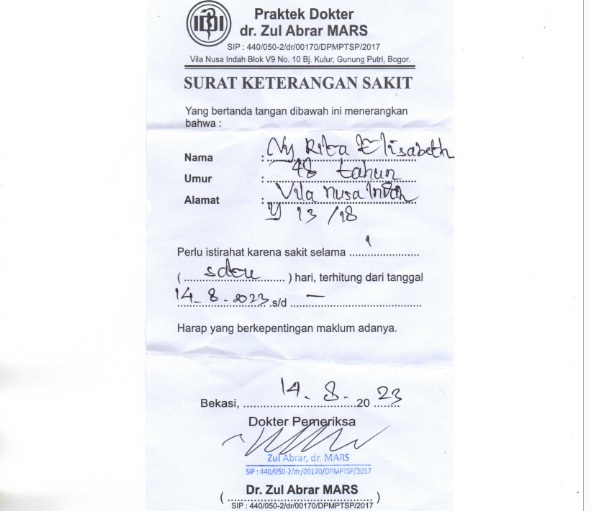 Praktek Dokter
dr. Zul Abrar MARS
SIP : 440/050-2/dr/00170/DPMPTSP/2017
Vila Nusa Indah Blok V9 No. 10 Bj. Kulur, Gunung Putri, Bogor.
SURAT KETERANGAN SAKIT
Yang bertanda tangan dibawah ini menerangkan
bahwa :
Nama : Ny Rita Elisabeth
Umur : 48 tahun
Alamat : Vila Nusa Indah
Y 13 /18
Perlu istirahat karena sakit selama 1
( ) hari, terhitung dari tanggal
14-8-2023 s/d —
Harap yang berkepentingan maklum adanya.
Bekasi, 14-8-2023
Dokter Pemeriksa
Zul Abrar, dr. MARS
SIP : 440/050-2/dr/00170/DPMPTSP/2017
Dr. Zul Abrar MARS
( )
SIP : 440/050-2/dr/00170/DPMPTSP/2017